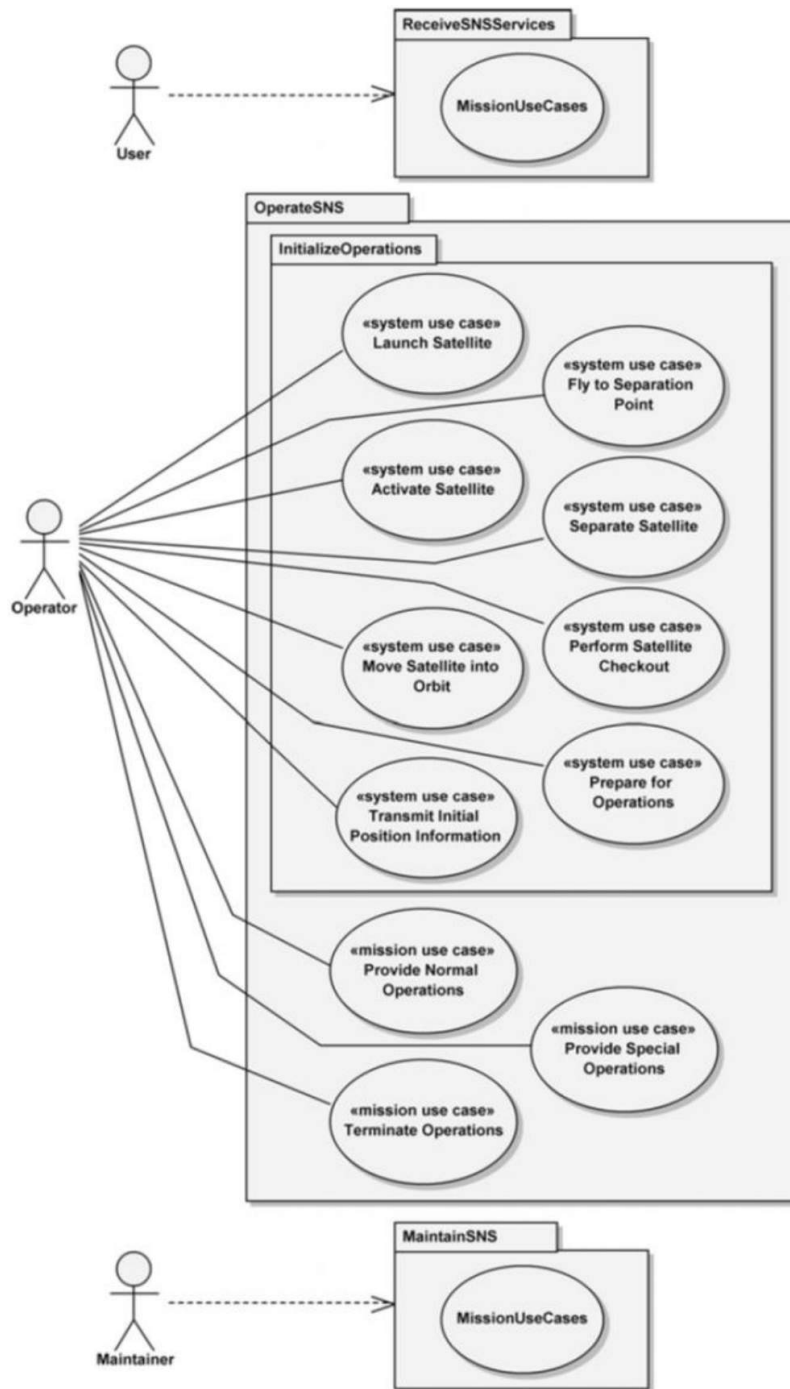 ReceiveSNSServices
MissionUseCases
User
OperateSNS
InitializeOperations
«system use case»
Launch Satellite
«system use case»
Fly to Separation
Point
«system use case»
Activate Satellite
«system use case»
Separate Satellite
Operator
«system use case»
Perform Satellite
Checkout
«system use case»
Move Satellite into
Orbit
«system use case»
Prepare for
Operations
«system use case»
Transmit Initial
Position Information
«mission use case»
Provide Normal
Operations
«mission use case»
Provide Special
Operations
«mission use case»
Terminate Operations
MaintainSNS
MissionUseCases
Maintainer